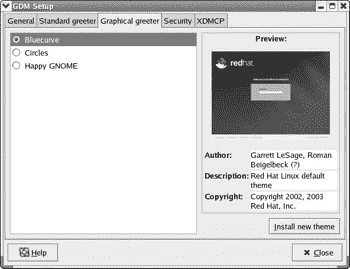 GDM Setup
General Standard greeter Graphical greeter Security XDMCP
Bluecurve
Circles
Happy GNOME
Preview:
redhat.
Author: Garrett LeSage, Roman
Beigelbeck (?)
Description: Red Hat Linux default
theme
Copyright: Copyright 2002, 2003
Red Hat, Inc.
Install new theme
Help
Close